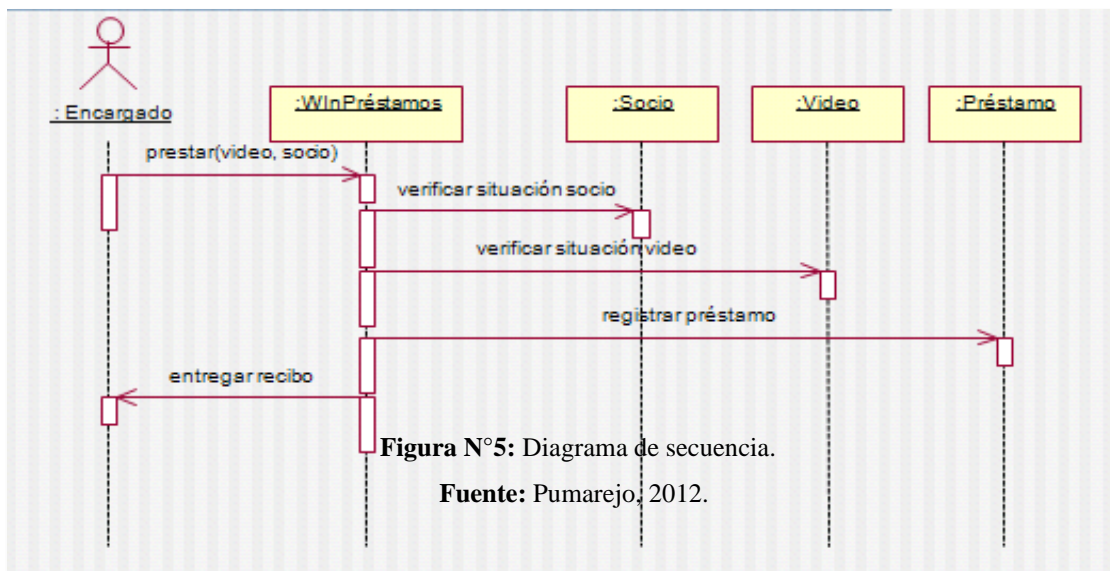 : Encargado
:WInPréstamos
:Socio
:Video
:Préstamo
prestar(video, socio)
verificar situación socio
verificar situación video
registrar préstamo
entregar recibo
Figura N°5: Diagrama de secuencia.
Fuente: Pumarejo, 2012.